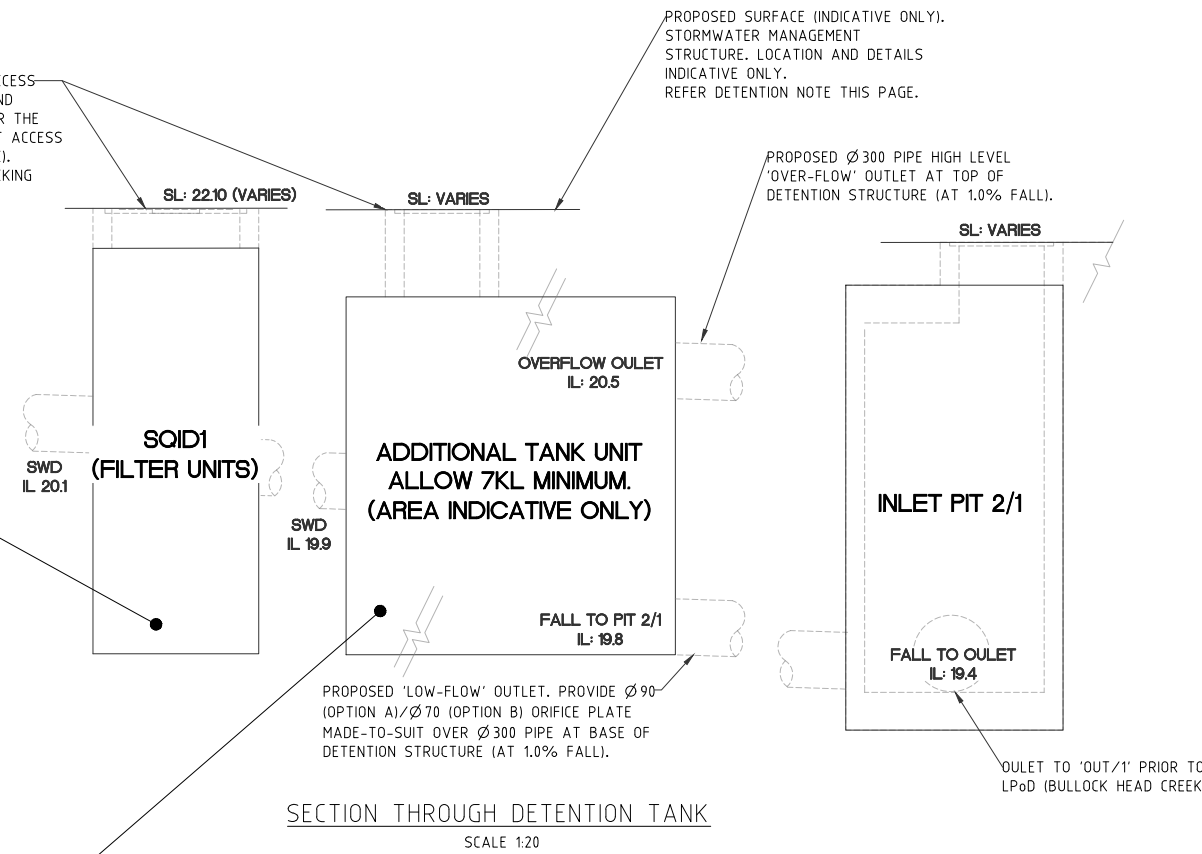 PROPOSED SURFACE (INDICATIVE ONLY).
STORMWATER MANAGEMENT
STRUCTURE. LOCATION AND DETAILS
INDICATIVE ONLY.
REFER DETENTION NOTE THIS PAGE.
CCESS
ND
R THE
T ACCESS
E).
EKING
PROPOSED Ø300 PIPE HIGH LEVEL
'OVER-FLOW' OUTLET AT TOP OF
DETENTION STRUCTURE (AT 1.0% FALL).
SL: 22.10 (VARIES)
SL: VARIES
SL: VARIES
OVERFLOW OULET
IL: 20.5
SQID1
(FILTER UNITS)
SWD
IL 20.1
ADDITIONAL TANK UNIT
ALLOW 7KL MINIMUM.
(AREA INDICATIVE ONLY)
SWD
IL 19.9
INLET PIT 2/1
FALL TO PIT 2/1
IL: 19.8
FALL TO OULET
IL: 19.4
PROPOSED 'LOW-FLOW' OUTLET. PROVIDE Ø90
(OPTION A)/Ø70 (OPTION B) ORIFICE PLATE
MADE-TO-SUIT OVER Ø300 PIPE AT BASE OF
DETENTION STRUCTURE (AT 1.0% FALL).
OULET TO 'OUT/1' PRIOR TO
LPoD (BULLOCK HEAD CREEK
SECTION THROUGH DETENTION TANK
SCALE 1:20